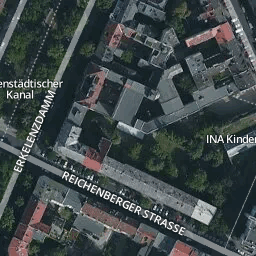 enstädtischer
Kanal
ERKELENZDAMM
INA Kinder
REICHENBERGER STRASSE